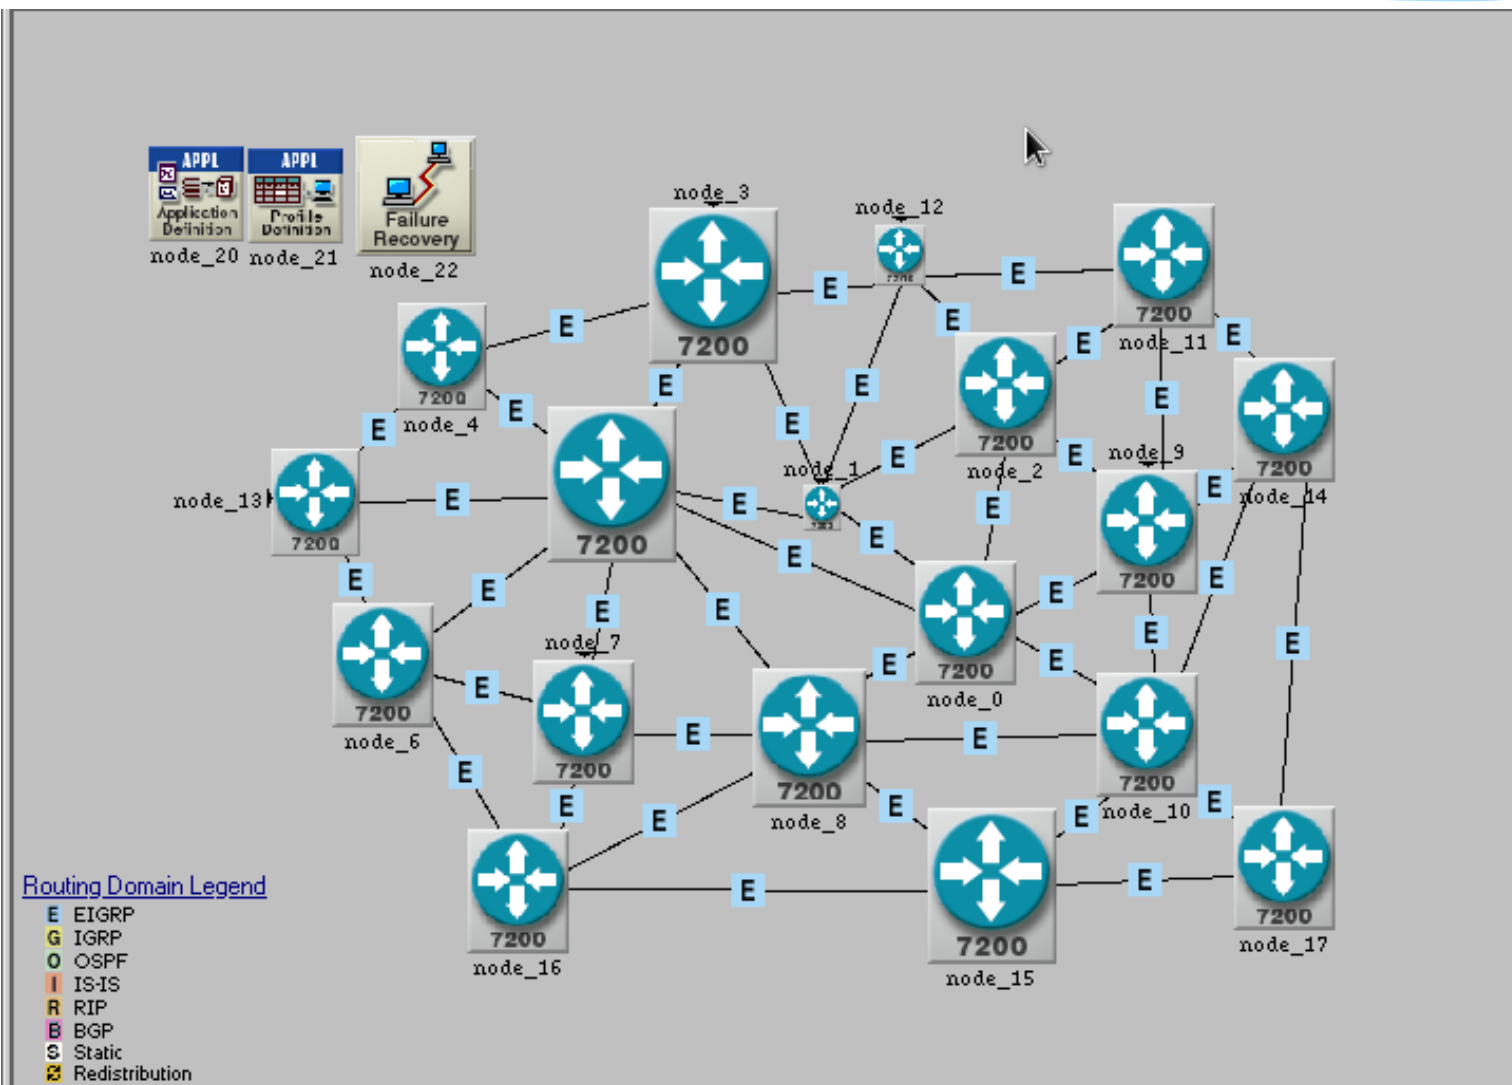 node_3
node_12
APPL
Application
Definition
node_20
APPL
Profile
Definition
node_21
Failure
Recovery
node_22
7200
E
E
E
7200
node_11
E
E
E
7200
node_4
E
E
E
E
E
7200
node_2
E
E
E
7200
node_14
node_13
7200
E
E
7200
E
E
node_1
E
E
E
node_9
7200
E
E
E
E
E
E
E
node_7
E
7200
node_6
E
7200
E
E
7200
node_0
E
E
E
E
7200
node_8
E
E
7200
node_10
E
E
E
E
E
7200
node_16
E
7200
node_15
E
7200
node_17
Routing Domain Legend
E EIGRP
G IGRP
O OSPF
I IS-IS
R RIP
B BGP
S Static
Redistribution